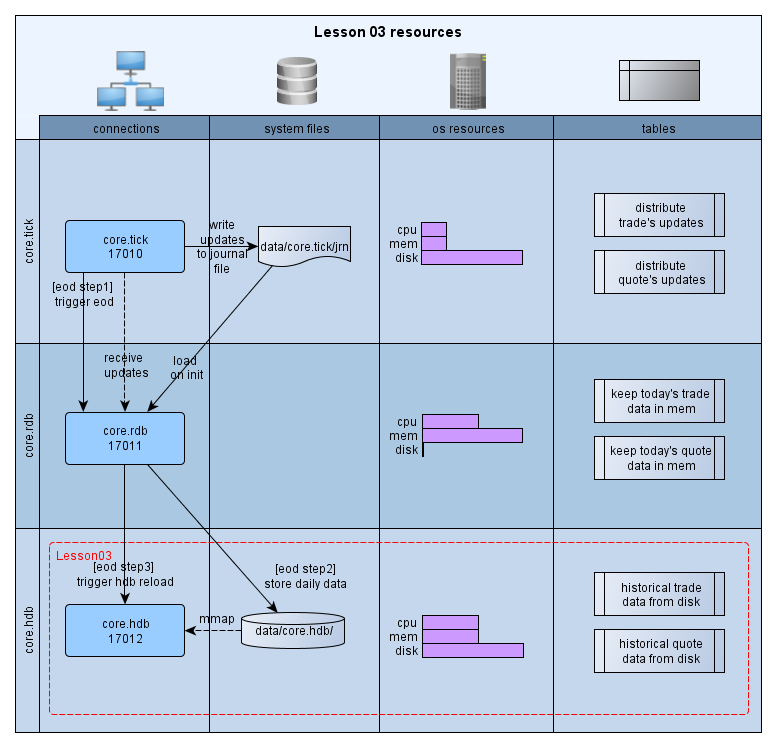 Lesson 03 resources
connections
system files
os resources
tables
core.tick
core.tick
17010
write
updates
to journal
file
data/core.tick/jrn
cpu
mem
disk
distribute
trade's updates
distribute
quote's updates
[eod step1]
trigger eod
receive
updates
load
on init
core.rdb
core.rdb
17011
cpu
mem
disk
keep today's trade
data in mem
keep today's quote
data in mem
core.hdb
Lesson03
[eod step3]
trigger hdb reload
[eod step2]
store daily data
core.hdb
17012
mmap
data/core.hdb/
cpu
mem
disk
historical trade
data from disk
historical quote
data from disk